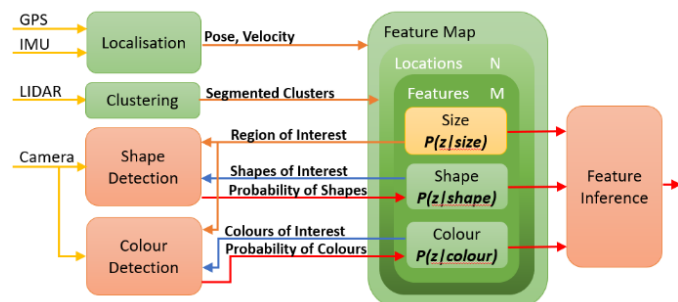 GPS
IMU
Localisation
Pose, Velocity
Feature Map
Locations N
LIDAR
Clustering
Segmented Clusters
Features M
Size
P(z|size)
Region of Interest
Camera
Shape
Detection
Shapes of Interest
Probability of Shapes
Shape
P(z|shape)
Feature
Inference
Colour
Detection
Colours of Interest
Probability of Colours
Colour
P(z|colour)